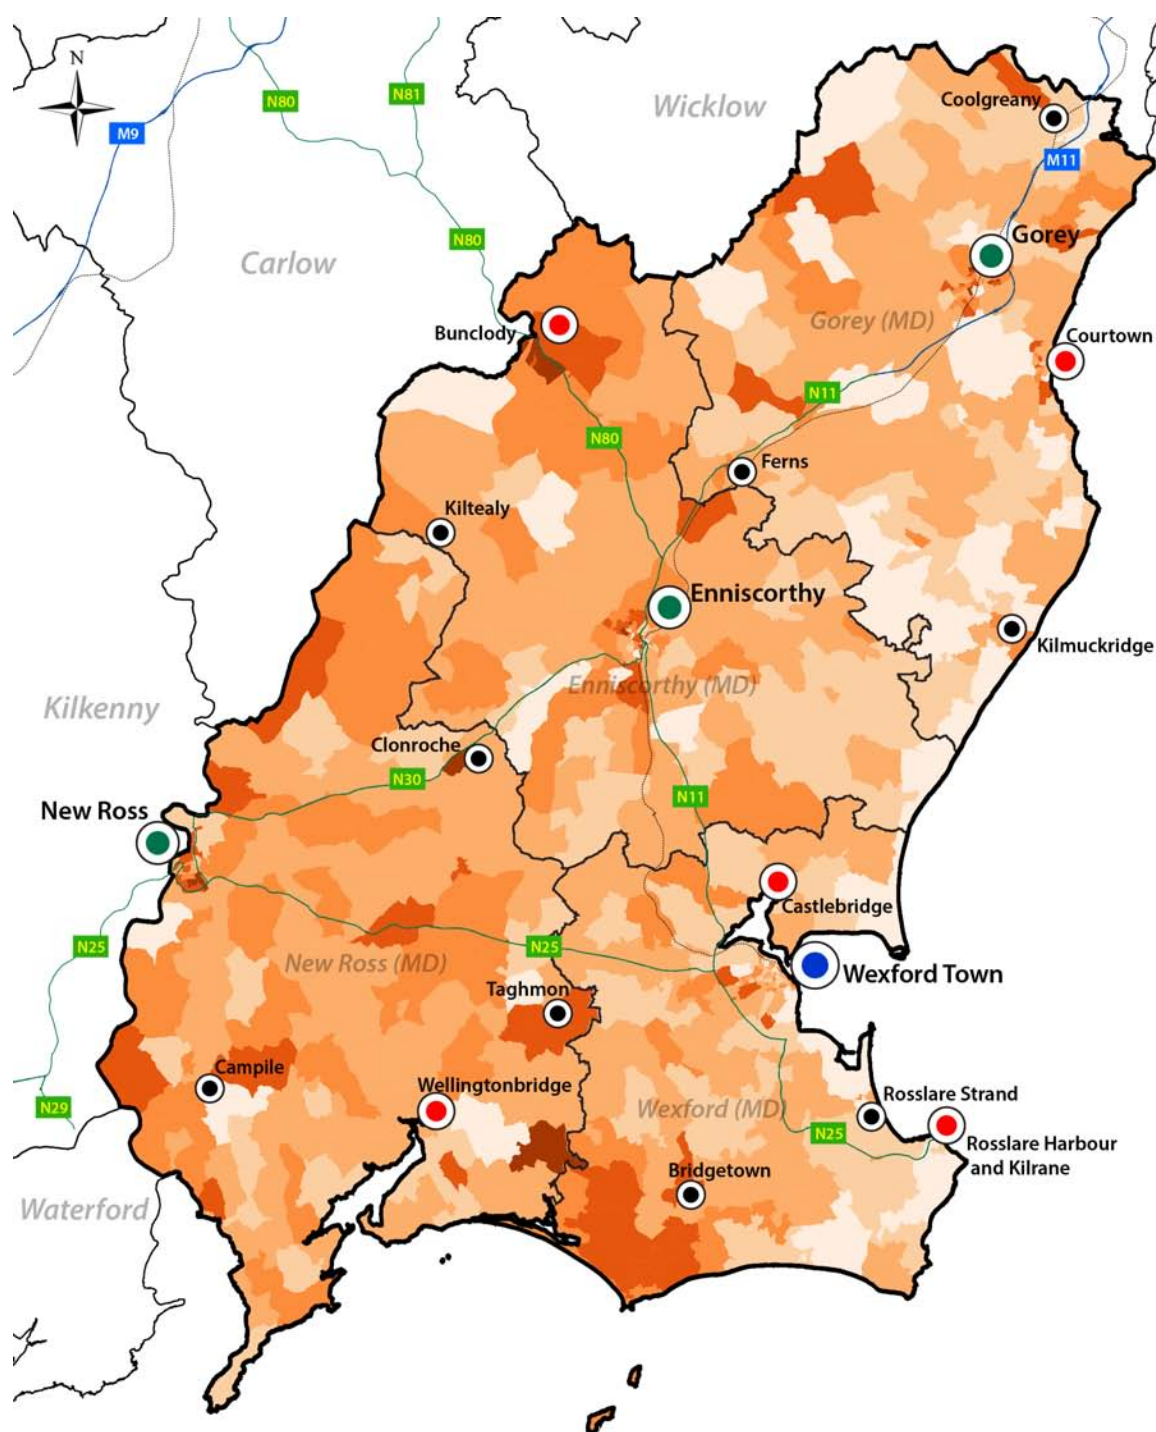 N
N80
N81
Wicklow
Coolgreany
M9
M11
N80
Gorey
Carlow
Gorey (MD)
Bunclody
Courtown
N11
N80
Ferns
Kiltealy
Enniscorthy
Kilmuckridge
Enniscorthy (MD)
Kilkenny
Clonroche
N30
N11
New Ross
Castlebridge
N25
N25
New Ross (MD)
Wexford Town
Taghmon
Campile
Wellingtonbridge
Rosslare Strand
N29
Wexford (MD)
N25
Rosslare Harbour
and Kilrane
Bridgetown
Waterford